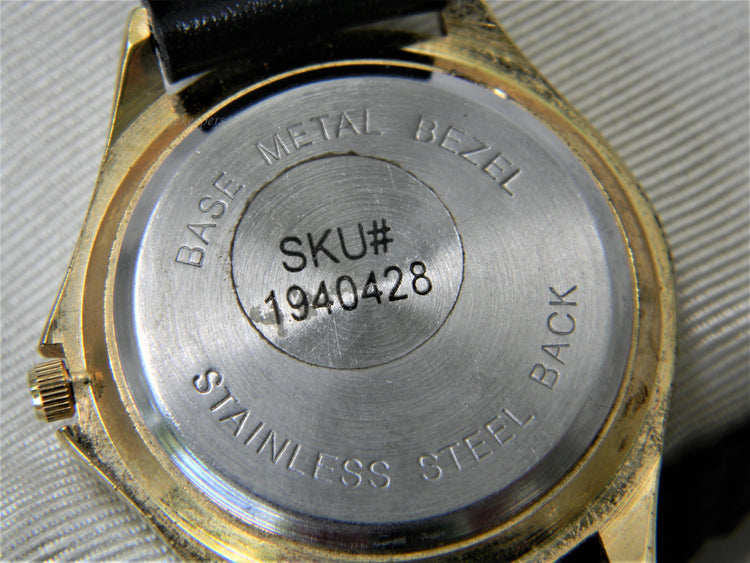 BASE METAL BEZEL
SKU#
1940428
STAINLESS STEEL BACK